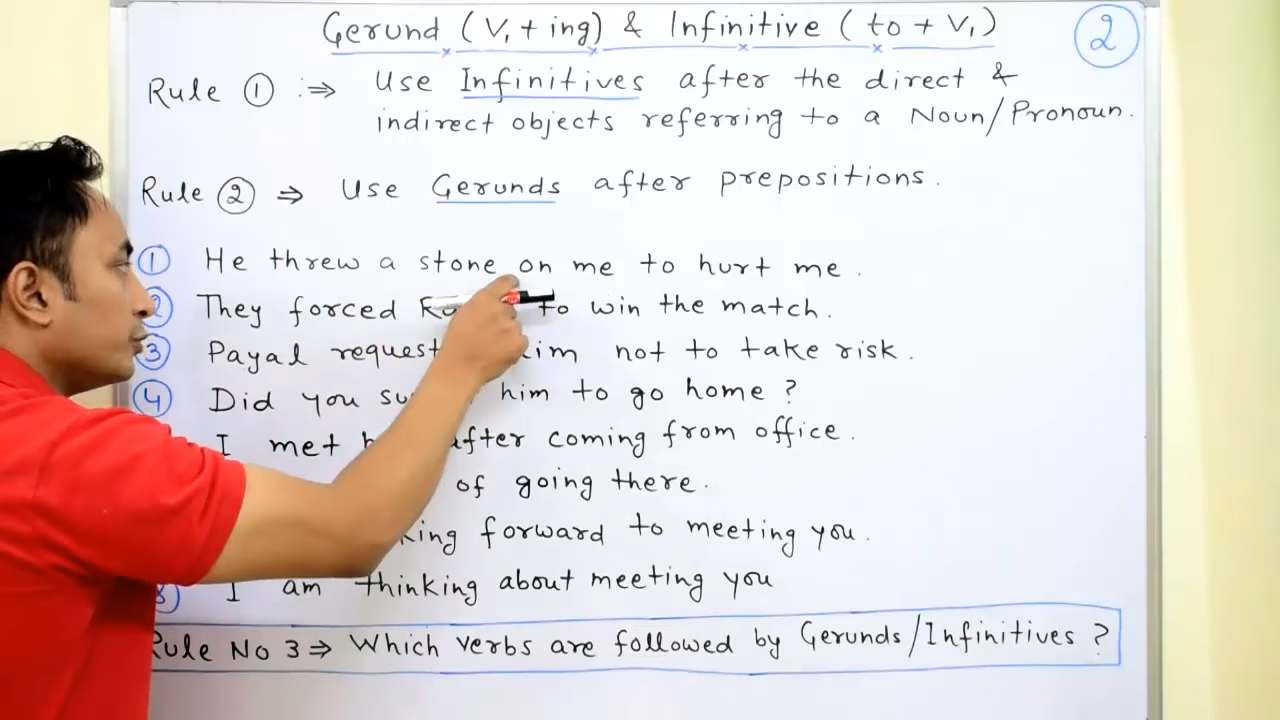 Gerund (V1 + ing) & Infinitive (to + V1)
2
Rule ① :⇒ Use Infinitives after the direct &
indirect objects referring to a Noun/Pronoun.
Rule ② ⇒ Use Gerunds after prepositions.
① He threw a stone on me to hurt me.
② They forced to win the match.
③ Payal him not to take risk.
④ Did you him to go home?
I met after coming from office.
of going there.
forward to meeting you.
I am thinking about meeting you
Rule No 3 ⇒ Which verbs are followed by Gerunds/Infinitives?